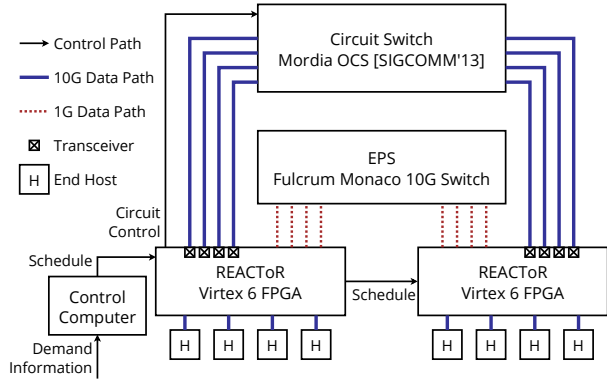 Control Path
10G Data Path
1G Data Path
Transceiver
H
End Host
Circuit Switch
Mordia OCS [SIGCOMM'13]
EPS
Fulcrum Monaco 10G Switch
Circuit
Control
Schedule
Control
Computer
Demand
Information
REACToR
Virtex 6 FPGA
Schedule
REACToR
Virtex 6 FPGA
H H H H
H H H H